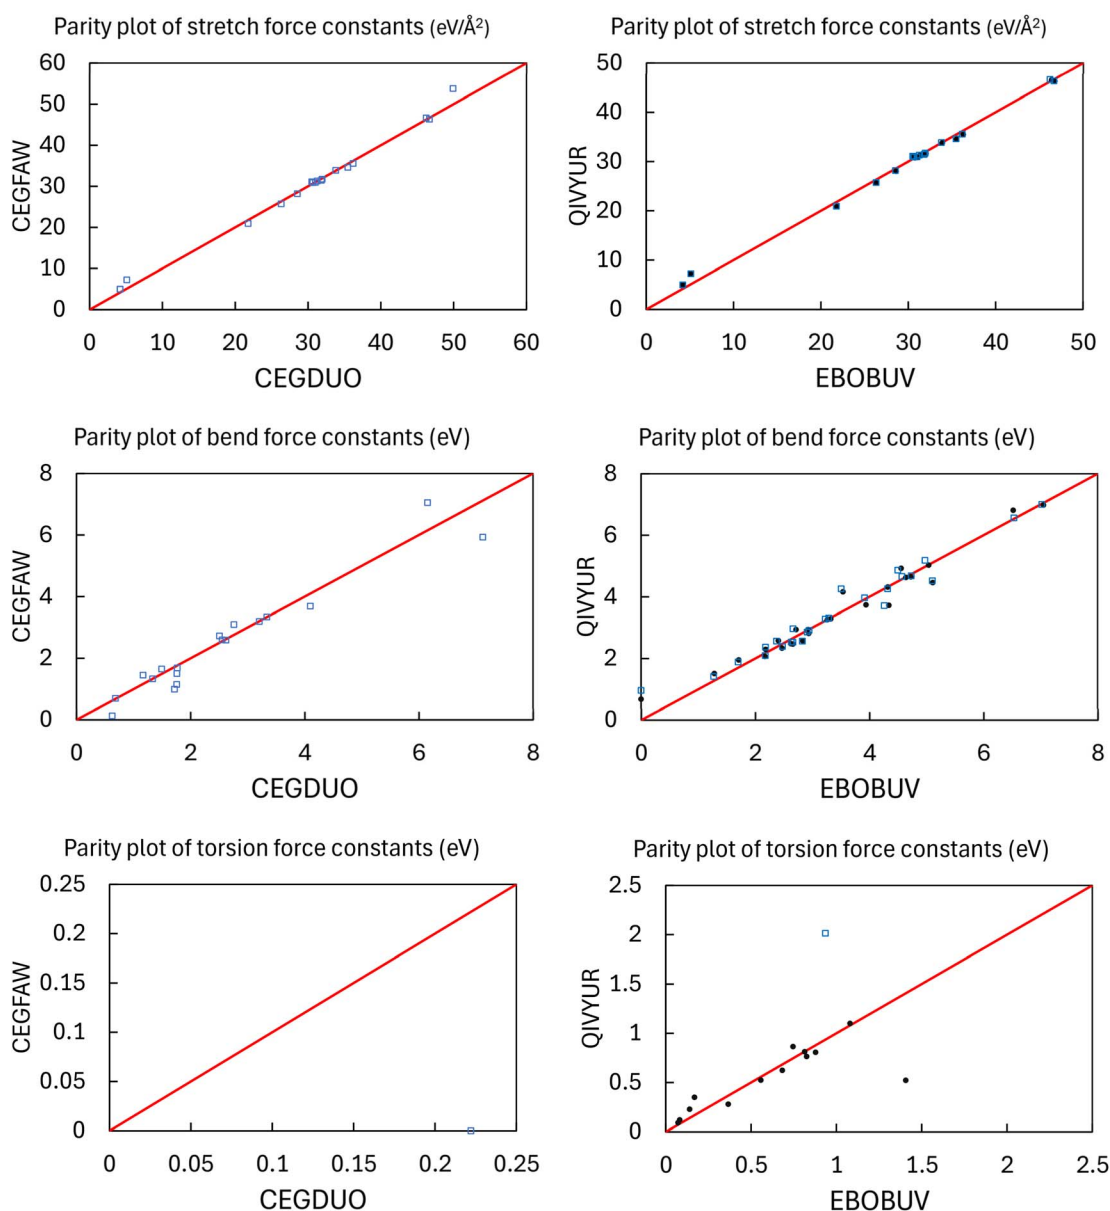 Parity plot of stretch force constants (eV/Å²)
60
50
40
30
20
10
0
CEGFAW
0 10 20 30 40 50 60
CEGDUO
Parity plot of stretch force constants (eV/Å²)
50
40
30
20
10
0
QIVYUR
0 10 20 30 40 50
EBOBUV
Parity plot of bend force constants (eV)
8
6
4
2
0
CEGFAW
0 2 4 6 8
CEGDUO
Parity plot of bend force constants (eV)
8
6
4
2
0
QIVYUR
0 2 4 6 8
EBOBUV
Parity plot of torsion force constants (eV)
0.25
0.2
0.15
0.1
0.05
0
CEGFAW
0 0.05 0.1 0.15 0.2 0.25
CEGDUO
Parity plot of torsion force constants (eV)
2.5
2
1.5
1
0.5
0
QIVYUR
0 0.5 1 1.5 2 2.5
EBOBUV